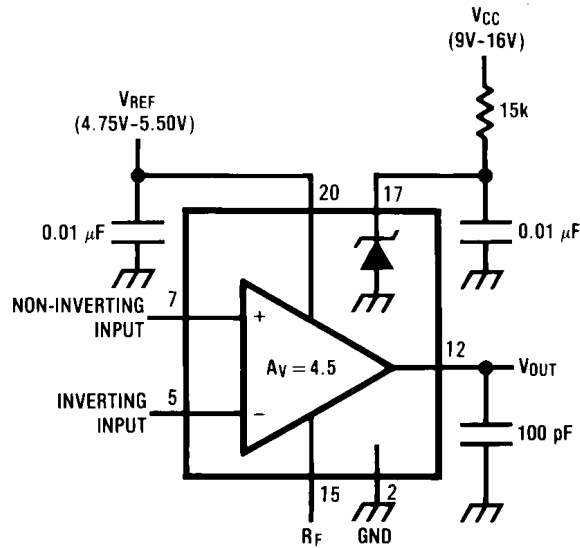 VCC
(9V-16V)
VREF
(4.75V-5.50V)
15k
20
17
0.01 µF
0.01 µF
NON-INVERTING
INPUT
7
+
12
AV = 4.5
VOUT
INVERTING
INPUT
5
−
100 pF
15
2
RF
GND